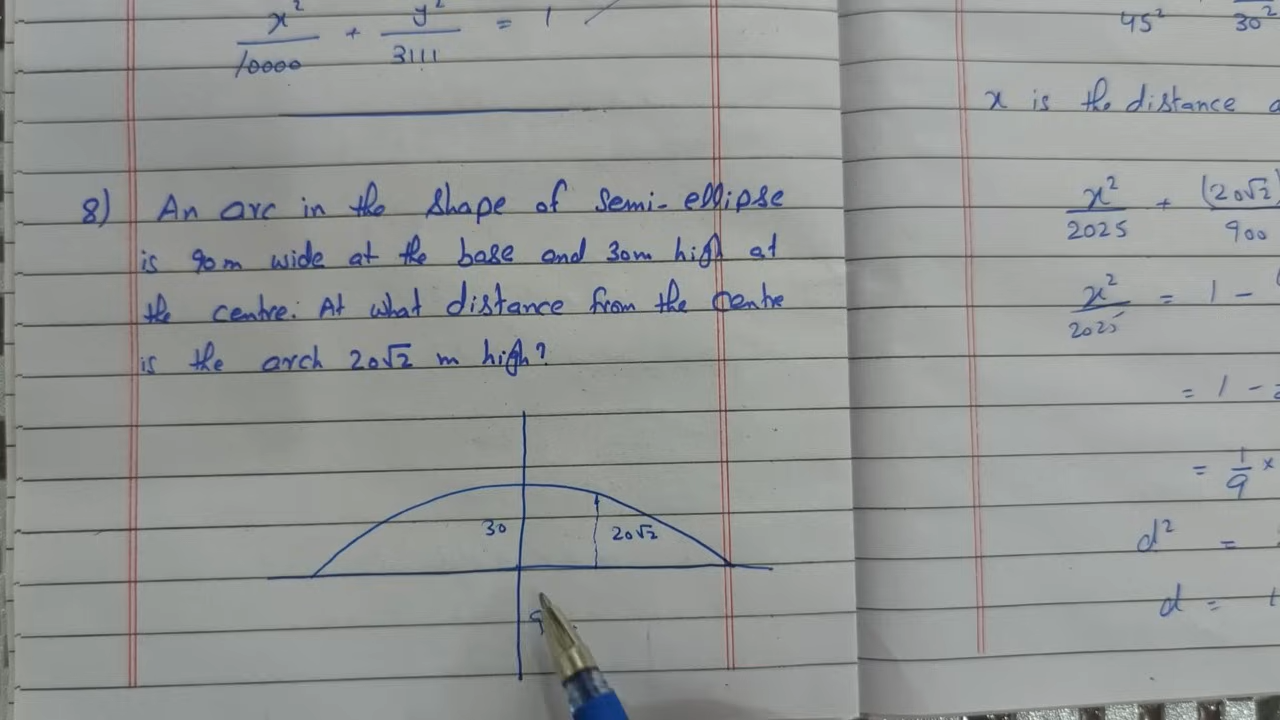 x² / 10000 + y² / 3111 = 1
8) An arc in the shape of semi-ellipse
is 90m wide at the base and 30m high at
the centre. At what distance from the centre
is the arch 20√2 m high?
30
20√2
45² 30²
x is the distance
x² / 2025 + (20√2) / 900
x² / 2025 = 1 -
= 1 -
= 1/9 ×
d² =
d =